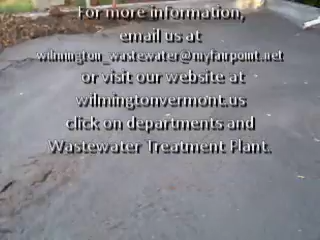 For more information,
email us at
wilmington_wastewater@myfairpoint.net
or visit our website at
wilmingtonvermont.us
click on departments and
Wastewater Treatment Plant.